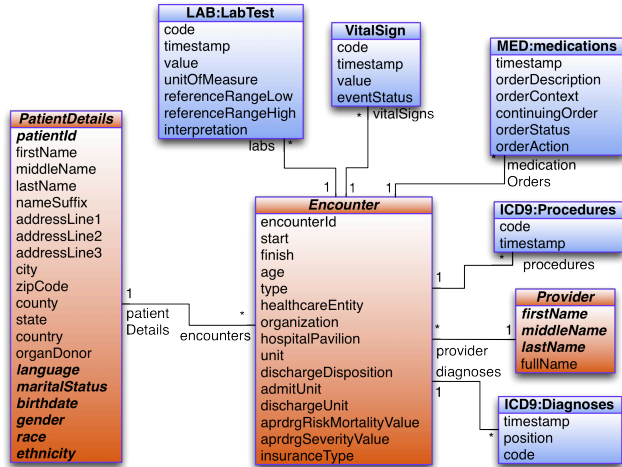 LAB:LabTest
code
timestamp
value
unitOfMeasure
referenceRangeLow
referenceRangeHigh
interpretation
labs
*
1
VitalSign
code
timestamp
value
eventStatus
*
vitalSigns
1
MED:medications
timestamp
orderDescription
orderContext
continuingOrder
orderStatus
orderAction
*
medication
Orders
1
PatientDetails
patientId
firstName
middleName
lastName
nameSuffix
addressLine1
addressLine2
addressLine3
city
zipCode
county
state
country
organDonor
language
maritalStatus
birthdate
gender
race
ethnicity
1
patient
Details
*
encounters
Encounter
encounterId
start
finish
age
type
healthcareEntity
organization
hospitalPavilion
unit
dischargeDisposition
admitUnit
dischargeUnit
aprdrgRiskMortalityValue
aprdrgSeverityValue
insuranceType
ICD9:Procedures
code
timestamp
*
procedures
1
Provider
firstName
middleName
lastName
fullName
*
1
provider
diagnoses
1
ICD9:Diagnoses
timestamp
position
code
*